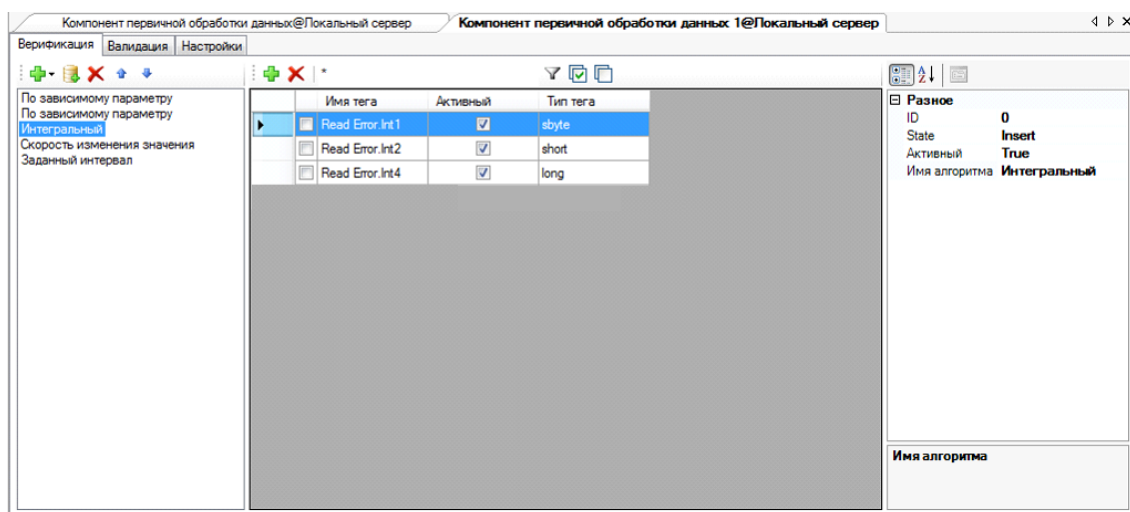 Компонент первичной обработки данных@Локальный сервер
Компонент первичной обработки данных 1@Локальный сервер
Верификация Валидация Настройки
*
По зависимому параметру
По зависимому параметру
Интегральный
Скорость изменения значения
Заданный интервал
Имя тега Активный Тип тега
Read Error.Int1 sbyte
Read Error.Int2 short
Read Error.Int4 long
Разное
ID 0
State Insert
Активный True
Имя алгоритма Интегральный
Имя алгоритма